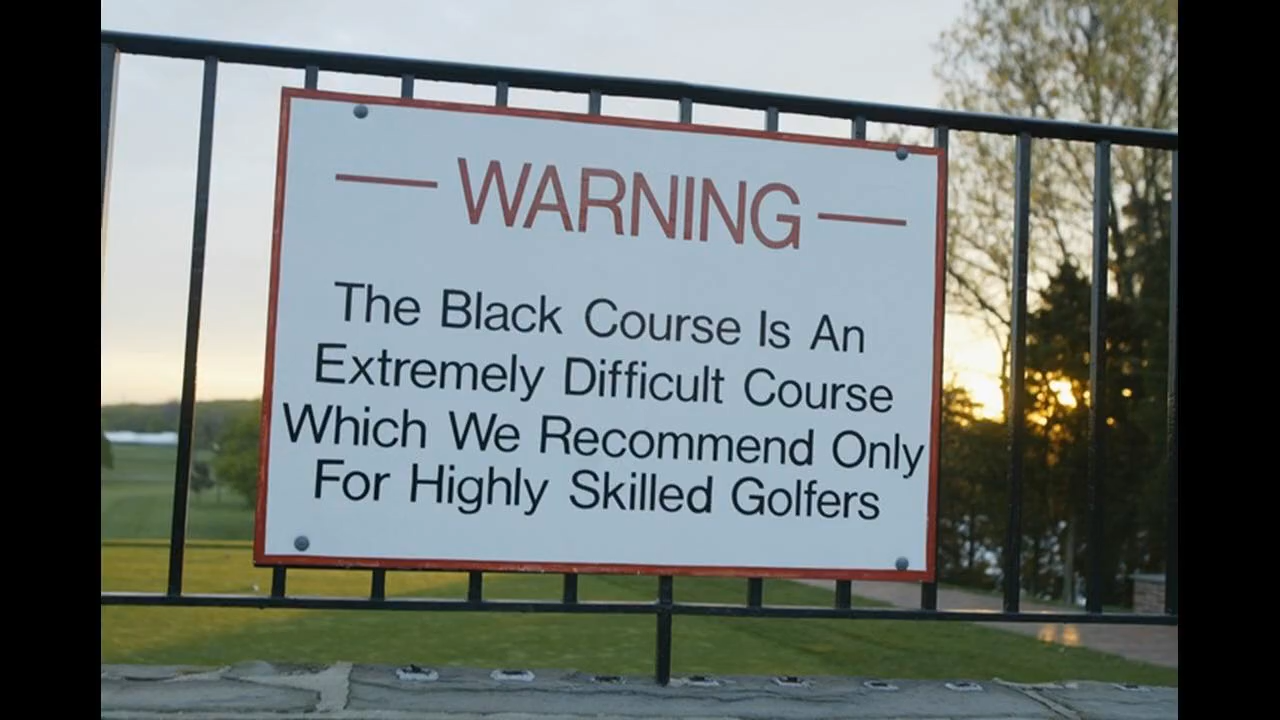 — WARNING —
The Black Course Is An
Extremely Difficult Course
Which We Recommend Only
For Highly Skilled Golfers